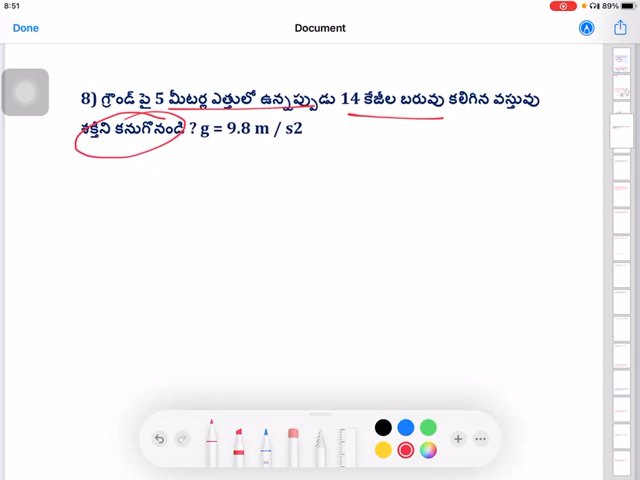 8:51
89%
Done
Document
8) గ్రౌండ్ పై 5 మీటర్ల ఎత్తులో ఉన్నప్పుడు 14 కేజీల బరువు కలిగిన వస్తువు
శక్తిని కనుగొనండి ? g = 9.8 m / s2